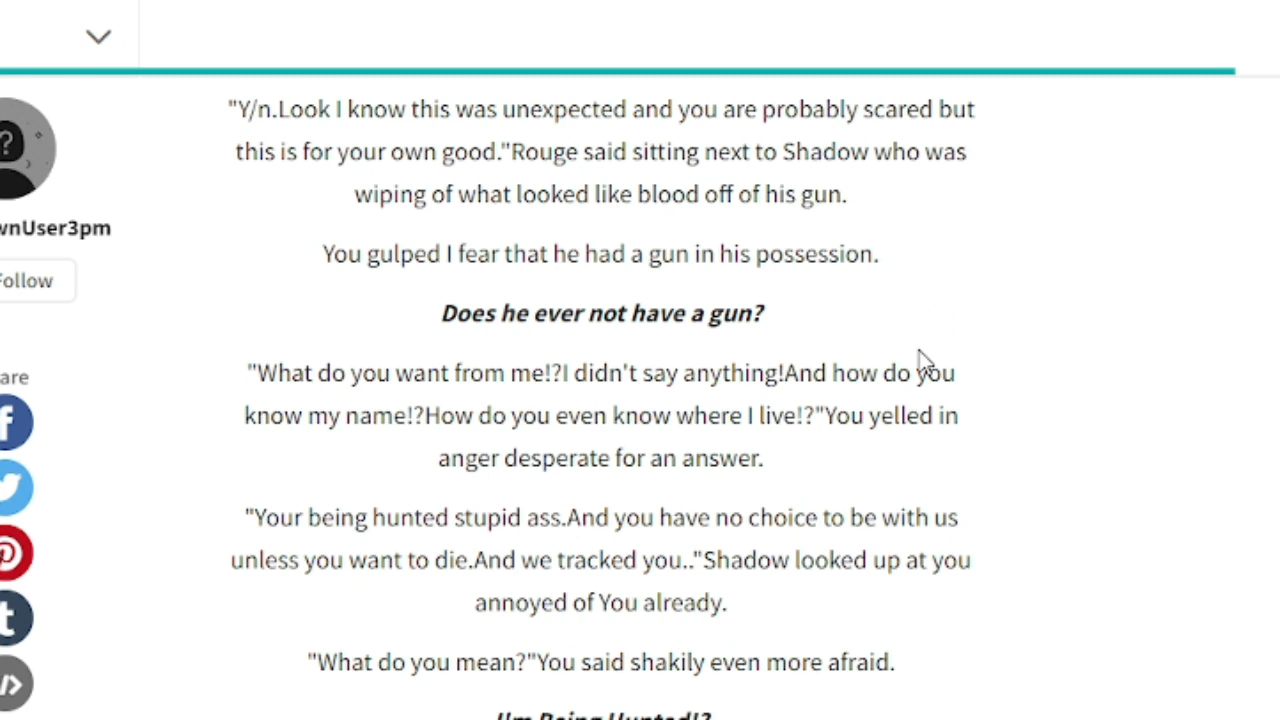 "Y/n.Look I know this was unexpected and you are probably scared but
this is for your own good."Rouge said sitting next to Shadow who was
wiping of what looked like blood off of his gun.
wnUser3pm
You gulped I fear that he had a gun in his possession.
Follow
Does he ever not have a gun?
are
"What do you want from me!?I didn't say anything!And how do you
know my name!?How do you even know where I live!?"You yelled in
anger desperate for an answer.
"Your being hunted stupid ass.And you have no choice to be with us
unless you want to die.And we tracked you.."Shadow looked up at you
annoyed of You already.
"What do you mean?"You said shakily even more afraid.
I'm Being Hunted!?